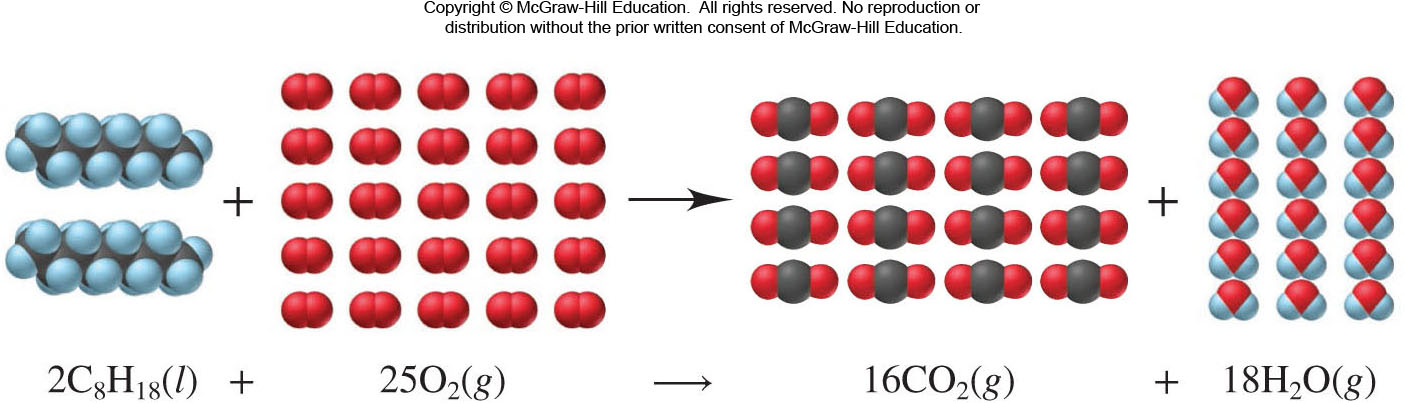 Copyright © McGraw-Hill Education.  All rights reserved. No reproduction or
distribution without the prior written consent of McGraw-Hill Education.
+ +
2C₈H₁₈(l) + 25O₂(g) ⟶ 16CO₂(g) + 18H₂O(g)